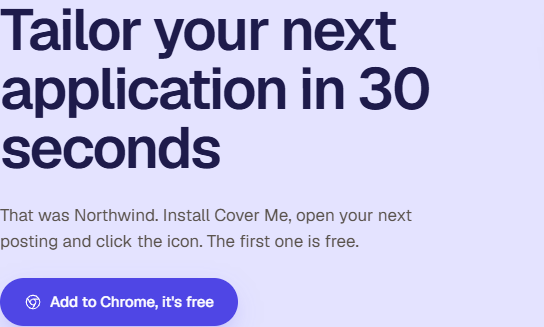 Tailor your next
application in 30
seconds
That was Northwind. Install Cover Me, open your next
posting and click the icon. The first one is free.
Add to Chrome, it's free